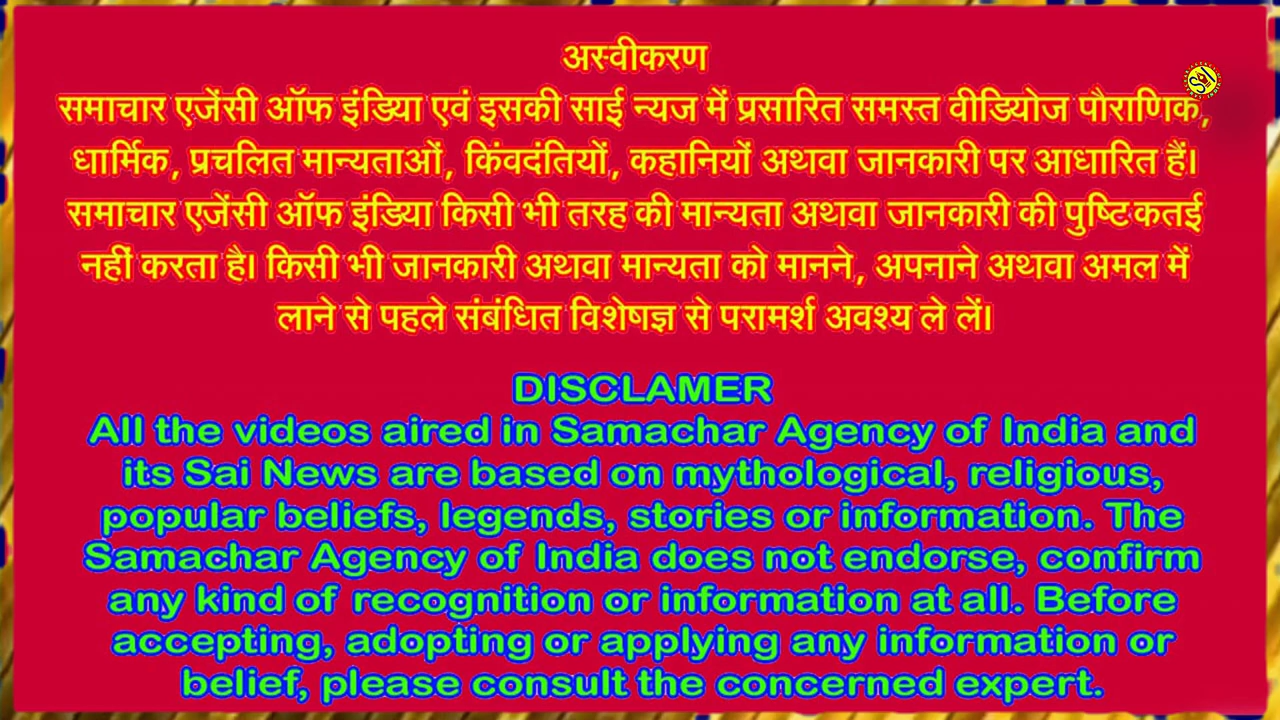 अस्वीकरण
समाचार एजेंसी ऑफ इंडिया एवं इसकी साई न्यज में प्रसारित समस्त वीडियोज पौराणिक,
धार्मिक, प्रचलित मान्यताओं, किंवदंतियों, कहानियों अथवा जानकारी पर आधारित हैं।
समाचार एजेंसी ऑफ इंडिया किसी भी तरह की मान्यता अथवा जानकारी की पुष्टि कतई
नहीं करता है। किसी भी जानकारी अथवा मान्यता को मानने, अपनाने अथवा अमल में
लाने से पहले संबंधित विशेषज्ञ से परामर्श अवश्य ले लें।
DISCLAMER
All the videos aired in Samachar Agency of India and
its Sai News are based on mythological, religious,
popular beliefs, legends, stories or information. The
Samachar Agency of India does not endorse, confirm
any kind of recognition or information at all. Before
accepting, adopting or applying any information or
belief, please consult the concerned expert.